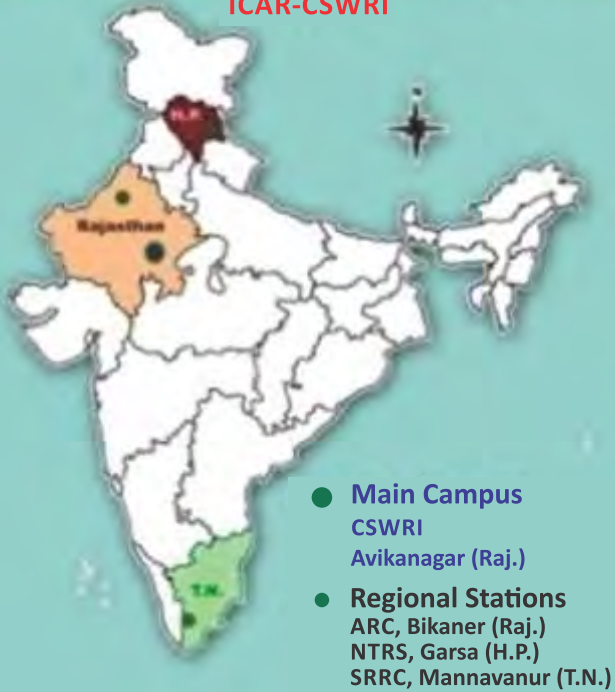 ICAR-CSWRI
H.P.
Rajasthan
Main Campus
CSWRI
Avikanagar (Raj.)
T.N.
Regional Stations
ARC, Bikaner (Raj.)
NTRS, Garsa (H.P.)
SRRC, Mannavanur (T.N.)